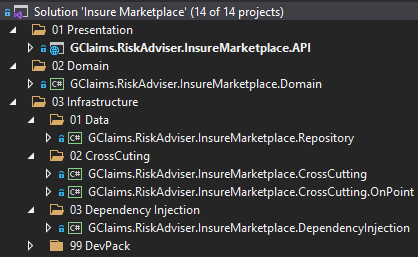 Solution 'Insure Marketplace' (14 of 14 projects)
01 Presentation
GClaims.RiskAdviser.InsureMarketplace.API
02 Domain
GClaims.RiskAdviser.InsureMarketplace.Domain
03 Infrastructure
01 Data
GClaims.RiskAdviser.InsureMarketplace.Repository
02 CrossCuting
GClaims.RiskAdviser.InsureMarketplace.CrossCutting
GClaims.RiskAdviser.InsureMarketplace.CrossCutting.OnPoint
03 Dependency Injection
GClaims.RiskAdviser.InsureMarketplace.DependencyInjection
99 DevPack